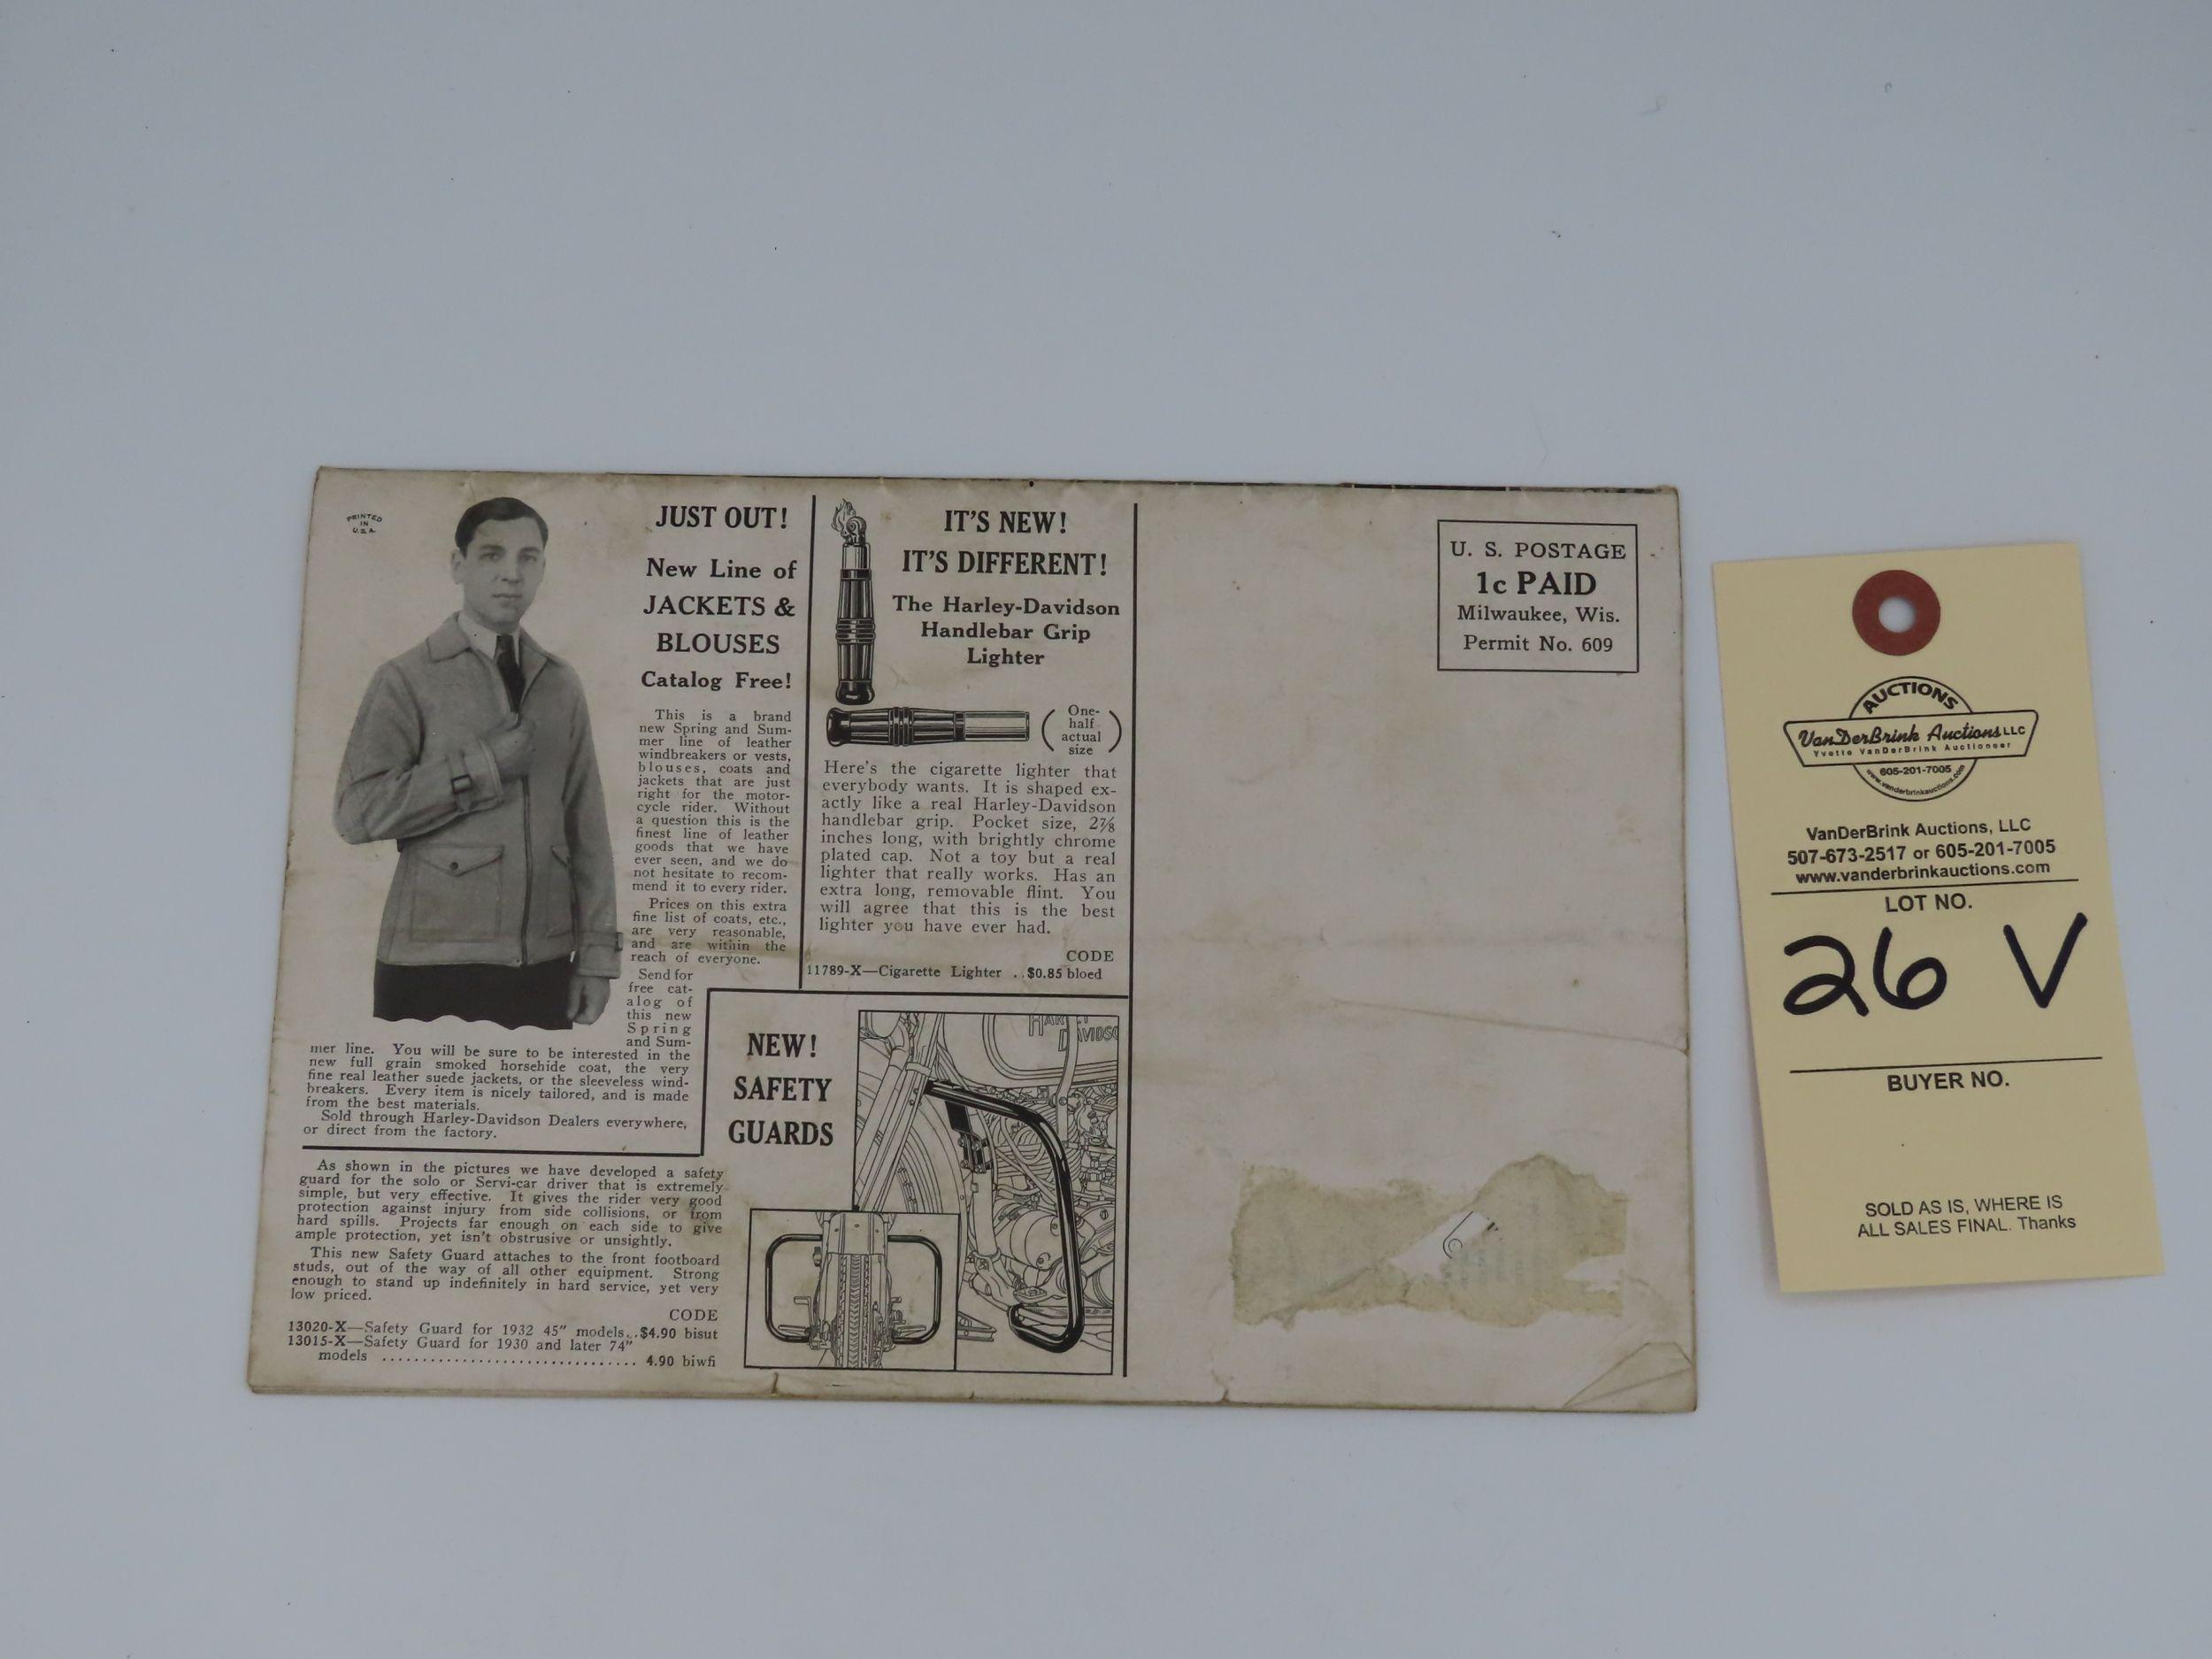 PRINTED
IN
U.S.A.
JUST OUT!
New Line of
JACKETS &
BLOUSES
Catalog Free!
This is a brand
new Spring and Sum-
mer line of leather
windbreakers or vests,
blouses, coats and
jackets that are just
right for the motor-
cycle rider. Without
a question this is the
finest line of leather
goods that we have
ever seen, and we do
not hesitate to recom-
mend it to every rider.
Prices on this extra
fine list of coats, etc.,
are very reasonable,
and are within the
reach of everyone.
Send for
free cat-
alog of
this new
Spring
and Sum-
mer line. You will be sure to be interested in the
new full grain smoked horsehide coat, the very
fine real leather suede jackets, or the sleeveless wind-
breakers. Every item is nicely tailored, and is made
from the best materials.
Sold through Harley-Davidson Dealers everywhere,
or direct from the factory.
IT'S NEW!
IT'S DIFFERENT!
The Harley-Davidson
Handlebar Grip
Lighter
(One-
half
actual
size)
Here's the cigarette lighter that
everybody wants. It is shaped ex-
actly like a real Harley-Davidson
handlebar grip. Pocket size, 2⅞
inches long, with brightly chrome
plated cap. Not a toy but a real
lighter that really works. Has an
extra long, removable flint. You
will agree that this is the best
lighter you have ever had.
CODE
11789-X—Cigarette Lighter ..$0.85 bloed
NEW!
SAFETY
GUARDS
HARLEY
DAVIDSO
As shown in the pictures we have developed a safety
guard for the solo or Servi-car driver that is extremely
simple, but very effective. It gives the rider very good
protection against injury from side collisions, or from
hard spills. Projects far enough on each side to give
ample protection, yet isn't obstrusive or unsightly.
This new Safety Guard attaches to the front footboard
studs, out of the way of all other equipment. Strong
enough to stand up indefinitely in hard service, yet very
low priced.
CODE
13020-X—Safety Guard for 1932 45" models..$4.90 bisut
13015-X—Safety Guard for 1930 and later 74"
models ................................ 4.90 biwfi
U. S. POSTAGE
1c PAID
Milwaukee, Wis.
Permit No. 609
AUCTIONS
VanDerBrink Auctions LLC
Yvette VanDerBrink Auctioneer
605-201-7005
www.vanderbrinkauctions.com
VanDerBrink Auctions, LLC
507-673-2517 or 605-201-7005
www.vanderbrinkauctions.com
LOT NO.
26 V
BUYER NO.
SOLD AS IS, WHERE IS
ALL SALES FINAL. Thanks